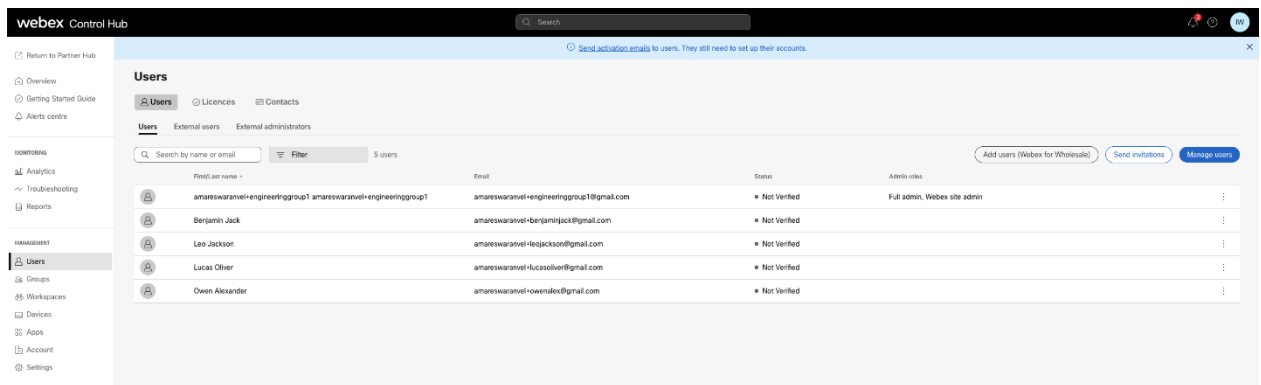 webex Control Hub
Search
3
IW
Return to Partner Hub
Send activation emails to users. They still need to set up their accounts.
Overview
Getting Started Guide
Alerts centre
MONITORING
Analytics
Troubleshooting
Reports
MANAGEMENT
Users
Groups
Workspaces
Devices
Apps
Account
Settings
Users
Users Licences Contacts
Users External users External administrators
Search by name or email Filter 5 users Add users (Webex for Wholesale) Send invitations Manage users
First/Last name Email Status Admin roles
amareswaranvel+engineeringgroup1 amareswaranvel+engineeringgroup1 amareswaranvel+engineeringgroup1@gmail.com Not Verified Full admin, Webex site admin
Benjamin Jack amareswaranvel+benjaminjack@gmail.com Not Verified
Leo Jackson amareswaranvel+leojackson@gmail.com Not Verified
Lucas Oliver amareswaranvel+lucasoliver@gmail.com Not Verified
Owen Alexander amareswaranvel+owenalex@gmail.com Not Verified